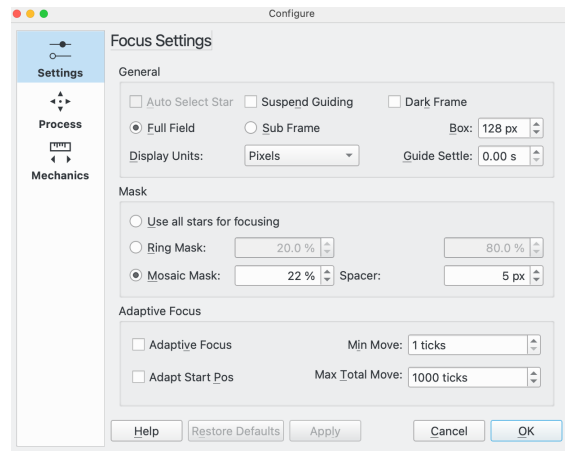 Configure
Focus Settings
Settings
Process
Mechanics
General
Auto Select Star Suspend Guiding Dark Frame
Full Field Sub Frame Box: 128 px
Display Units: Pixels Guide Settle: 0.00 s
Mask
Use all stars for focusing
Ring Mask: 20.0 % 80.0 %
Mosaic Mask: 22 % Spacer: 5 px
Adaptive Focus
Adaptive Focus Min Move: 1 ticks
Adapt Start Pos Max Total Move: 1000 ticks
Help Restore Defaults Apply Cancel OK